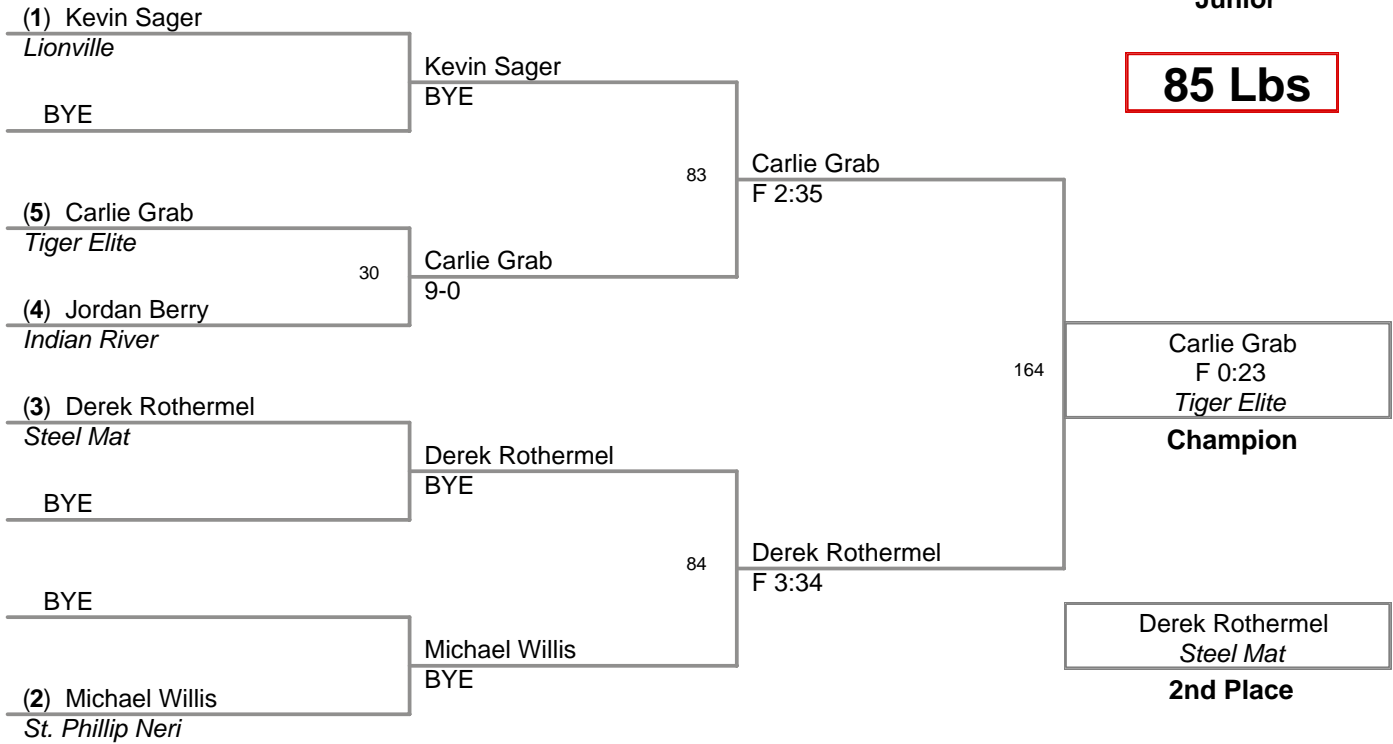 Junior
85 Lbs
(1) Kevin Sager
Lionville
BYE
(5) Carlie Grab
Tiger Elite
30
(4) Jordan Berry
Indian River
(3) Derek Rothermel
Steel Mat
BYE
BYE
(2) Michael Willis
St. Phillip Neri
Kevin Sager
BYE
83
Carlie Grab
9-0
Derek Rothermel
BYE
84
Michael Willis
BYE
Carlie Grab
F 2:35
164
Derek Rothermel
F 3:34
Carlie Grab
F 0:23
Tiger Elite
Champion
Derek Rothermel
Steel Mat
2nd Place